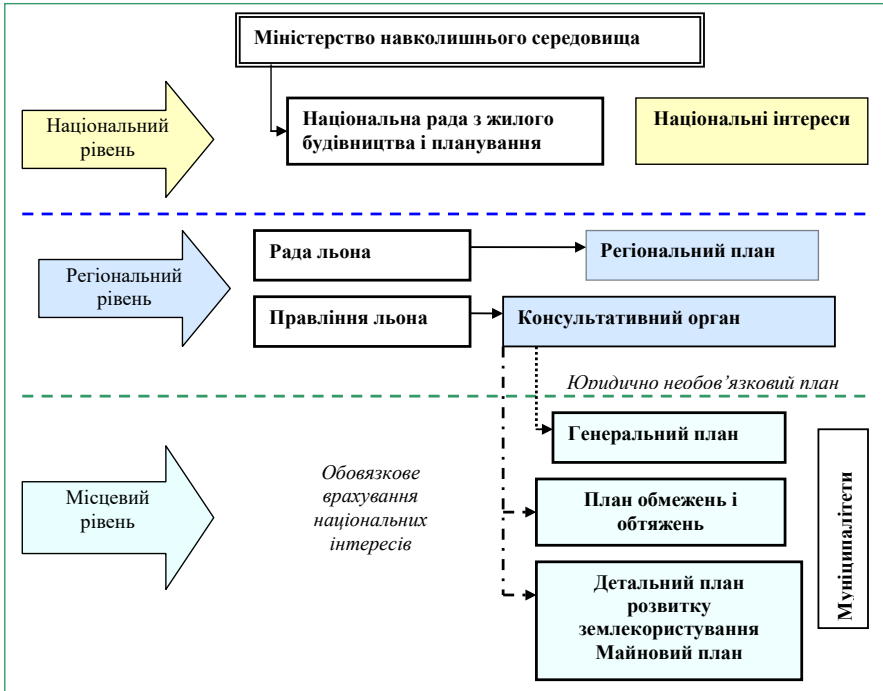 Міністерство навколишнього середовища
Національний
рівень
Національна рада з жилого
будівництва і планування
Національні інтереси
Регіональний
рівень
Рада льона
Регіональний план
Правління льона
Консультативний орган
Юридично необов’язковий план
Місцевий
рівень
Обовязкове
врахування
національних
інтересів
Генеральний план
План обмежень і
обтяжень
Детальний план
розвитку
землекористування
Майновий план
Муніципалітети